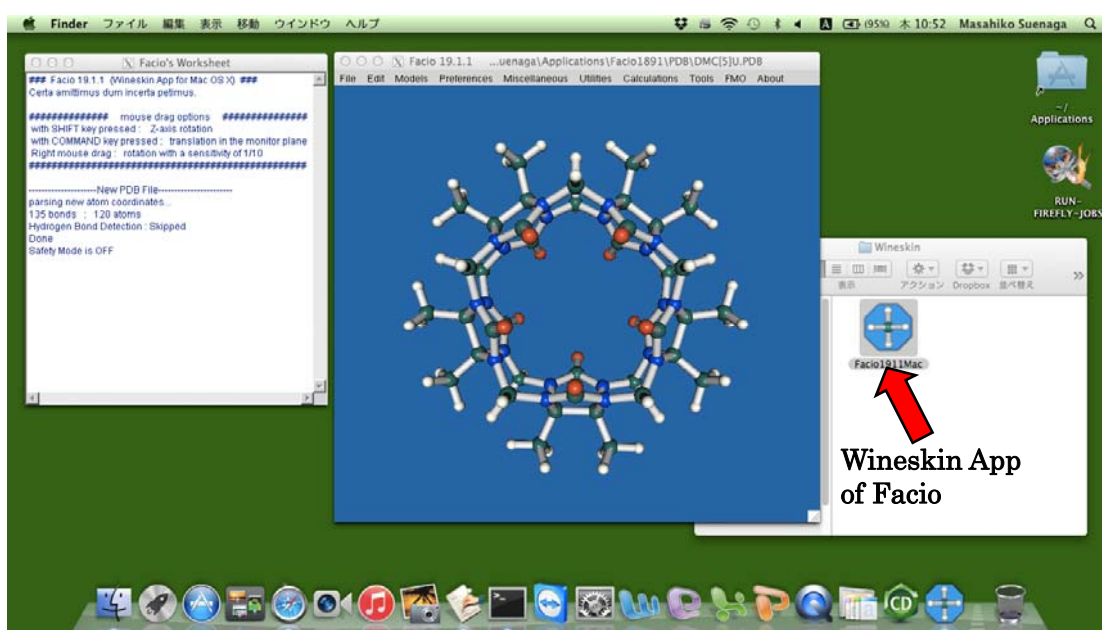 Finder ファイル 編集 表示 移動 ウインドウ ヘルプ
(95%) 木 10:52 Masahiko Suenaga
Facio's Worksheet
### Facio 19.1.1 (Wineskin App for Mac OS X) ###
Certa amittimus dum incerta petimus.
############## mouse drag options ###############
with SHIFT key pressed : Z-axis rotation
with COMMAND key pressed : translation in the monitor plane
Right mouse drag : rotation with a sensitivity of 1/10
---------------------New PDB File-----------------------
parsing new atom coordinates...
135 bonds : 120 atoms
Hydrogen Bond Detection : Skipped
Done
Safety Mode is OFF
Facio 19.1.1 ...uenaga\Applications\Facio1891\PDB\DMC[5]U.PDB
File Edit Models Preferences Miscellaneous Utilities Calculations Tools FMO About
~/
Applications
RUN-
FIREFLY-JOBS
Wineskin
表示 アクション Dropbox 並べ替え
Facio1911Mac
Wineskin App
of Facio